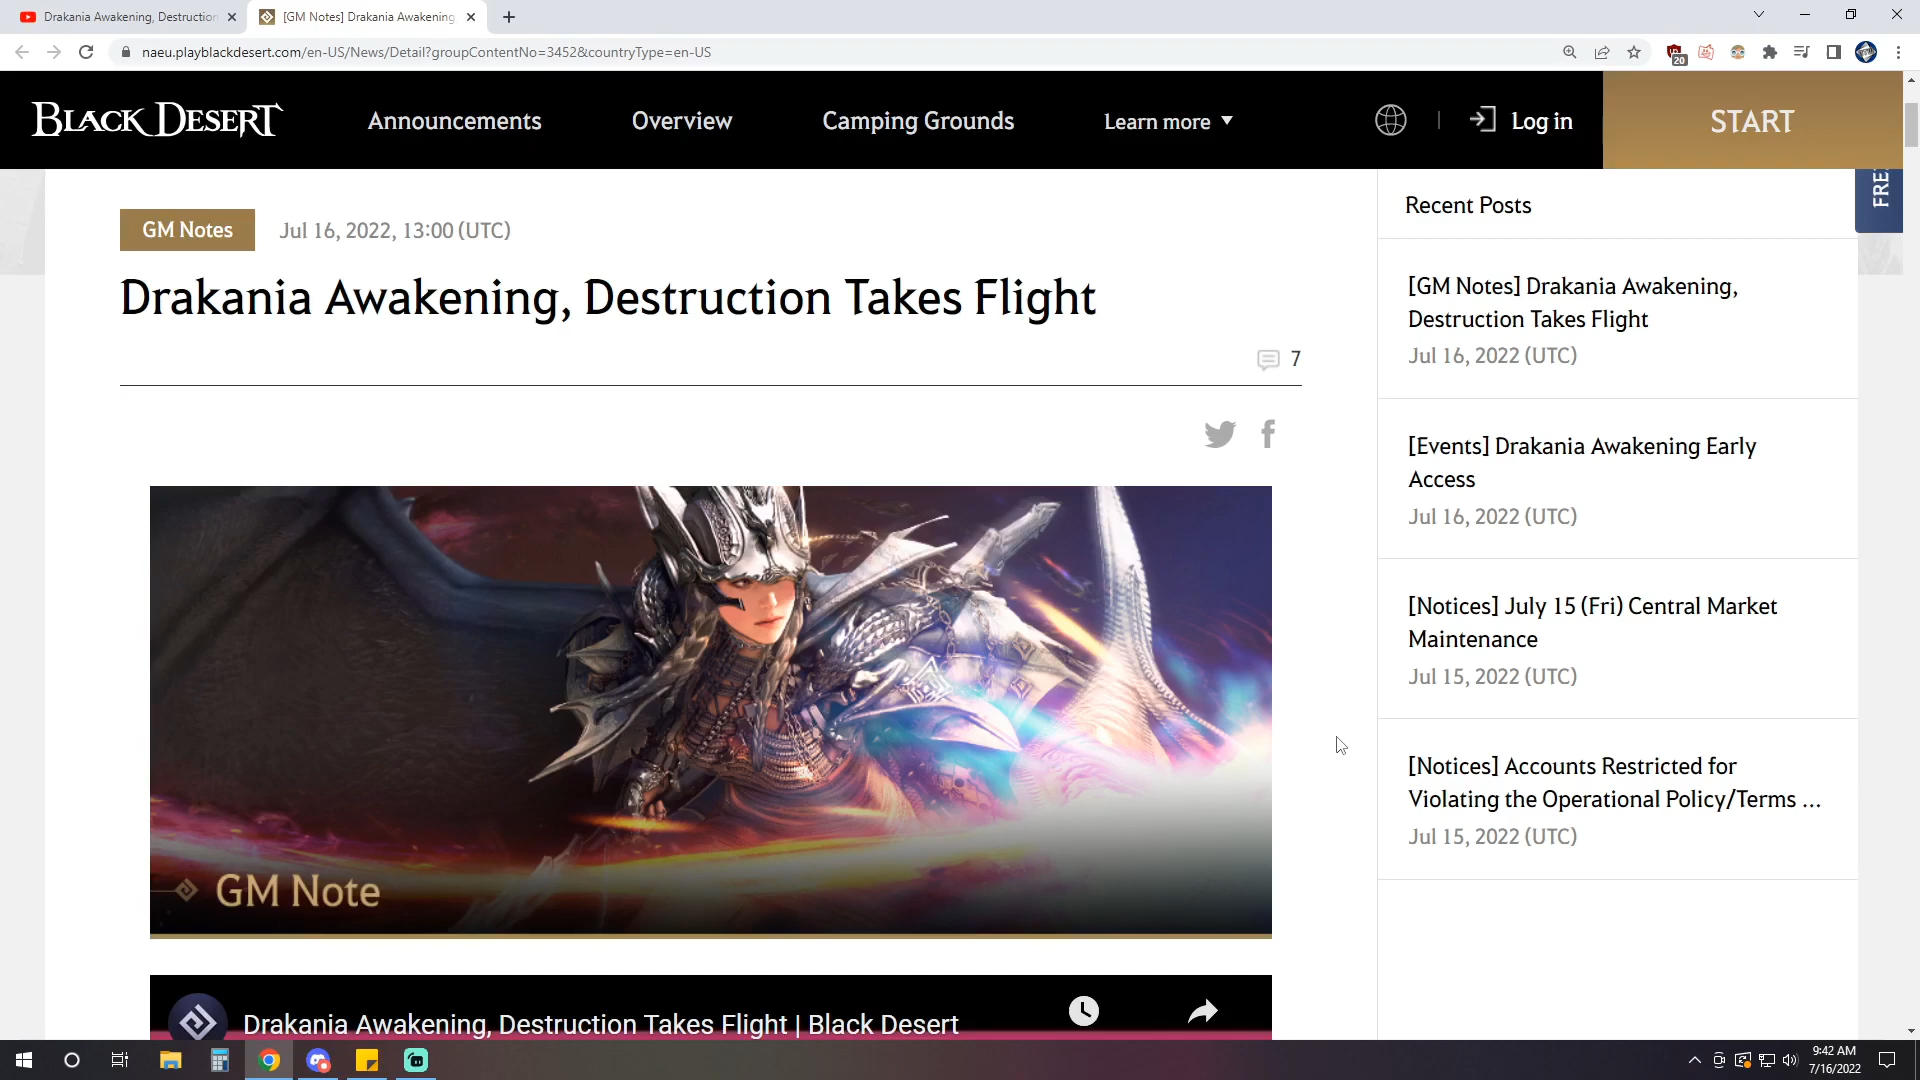 Drakania Awakening, Destruction
[GM Notes] Drakania Awakening
naeu.playblackdesert.com/en-US/News/Detail?groupContentNo=3452&countryType=en-US
20
BLACK DESERT
Announcements
Overview
Camping Grounds
Learn more
Log in
START
FRE
GM Notes
Jul 16, 2022, 13:00 (UTC)
Drakania Awakening, Destruction Takes Flight
7
GM Note
Drakania Awakening, Destruction Takes Flight | Black Desert
Recent Posts
[GM Notes] Drakania Awakening,
Destruction Takes Flight
Jul 16, 2022 (UTC)
[Events] Drakania Awakening Early
Access
Jul 16, 2022 (UTC)
[Notices] July 15 (Fri) Central Market
Maintenance
Jul 15, 2022 (UTC)
[Notices] Accounts Restricted for
Violating the Operational Policy/Terms ...
Jul 15, 2022 (UTC)
9:42 AM
7/16/2022